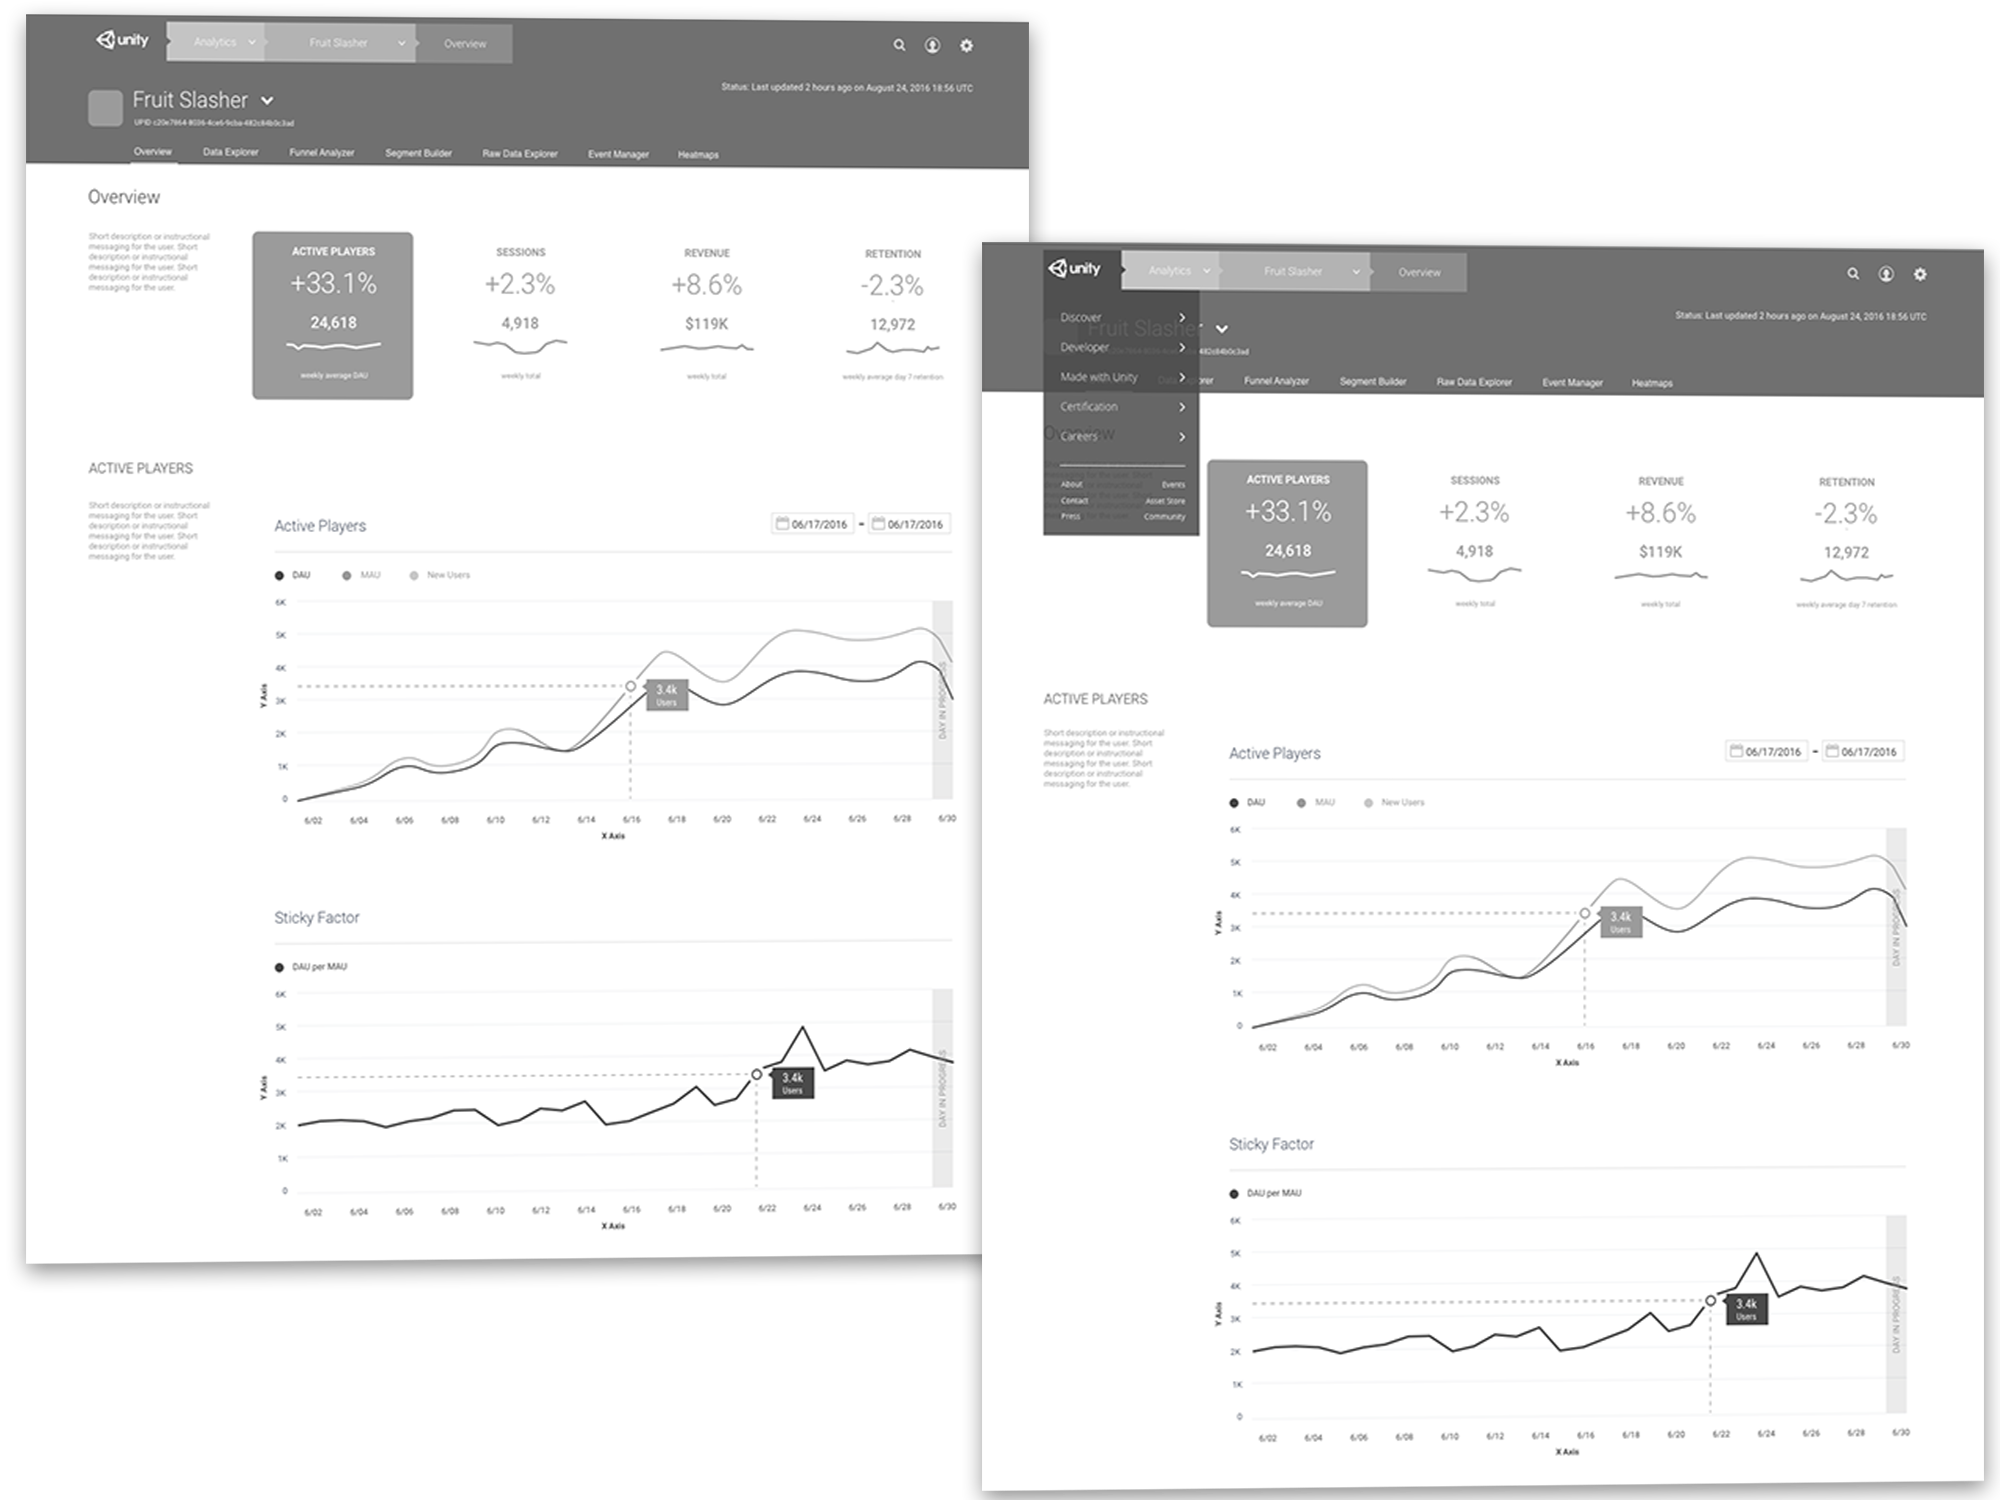 unity
Analytics
Fruit Slasher
Overview
Status: Last updated 2 hours ago on August 24, 2016 18:56 UTC
Fruit Slasher
UPID c20e7864-8036-4ce6-9cba-482c84b0c3ad
Overview Data Explorer Funnel Analyzer Segment Builder Raw Data Explorer Event Manager Heatmaps
Overview
Short description or instructional
messaging for the user. Short
description or instructional
messaging for the user. Short
description or instructional
messaging for the user.
ACTIVE PLAYERS
+33.1%
24,618
weekly average DAU
SESSIONS
+2.3%
4,918
weekly total
REVENUE
+8.6%
$119K
weekly total
RETENTION
-2.3%
12,972
weekly average day 7 retention
ACTIVE PLAYERS
Short description or instructional
messaging for the user. Short
description or instructional
messaging for the user. Short
description or instructional
messaging for the user.
Active Players
06/17/2016 - 06/17/2016
DAU MAU New Users
6K
5K
4K
3K
2K
1K
0
Y Axis
3.4k
Users
DAY IN PROGRESS
6/02 6/04 6/06 6/08 6/10 6/12 6/14 6/16 6/18 6/20 6/22 6/24 6/26 6/28 6/30
X Axis
Sticky Factor
DAU per MAU
6K
5K
4K
3K
2K
1K
0
Y Axis
3.4k
Users
DAY IN PROGRESS
6/02 6/04 6/06 6/08 6/10 6/12 6/14 6/16 6/18 6/20 6/22 6/24 6/26 6/28 6/30
X Axis
unity
Analytics
Fruit Slasher
Overview
Status: Last updated 2 hours ago on August 24, 2016 18:56 UTC
Fruit Slasher
482c84b0c3ad
Discover
Developer
Made with Unity
Certification
Careers
About Events
Contact Asset Store
Press Community
Data Explorer Funnel Analyzer Segment Builder Raw Data Explorer Event Manager Heatmaps
Overview
ACTIVE PLAYERS
+33.1%
24,618
weekly average DAU
SESSIONS
+2.3%
4,918
weekly total
REVENUE
+8.6%
$119K
weekly total
RETENTION
-2.3%
12,972
weekly average day 7 retention
ACTIVE PLAYERS
Short description or instructional
messaging for the user. Short
description or instructional
messaging for the user. Short
description or instructional
messaging for the user.
Active Players
06/17/2016 - 06/17/2016
DAU MAU New Users
6K
5K
4K
3K
2K
1K
0
Y Axis
3.4k
Users
DAY IN PROGRESS
6/02 6/04 6/06 6/08 6/10 6/12 6/14 6/16 6/18 6/20 6/22 6/24 6/26 6/28 6/30
X Axis
Sticky Factor
DAU per MAU
6K
5K
4K
3K
2K
1K
0
Y Axis
3.4k
Users
DAY IN PROGRESS
6/02 6/04 6/06 6/08 6/10 6/12 6/14 6/16 6/18 6/20 6/22 6/24 6/26 6/28 6/30
X Axis